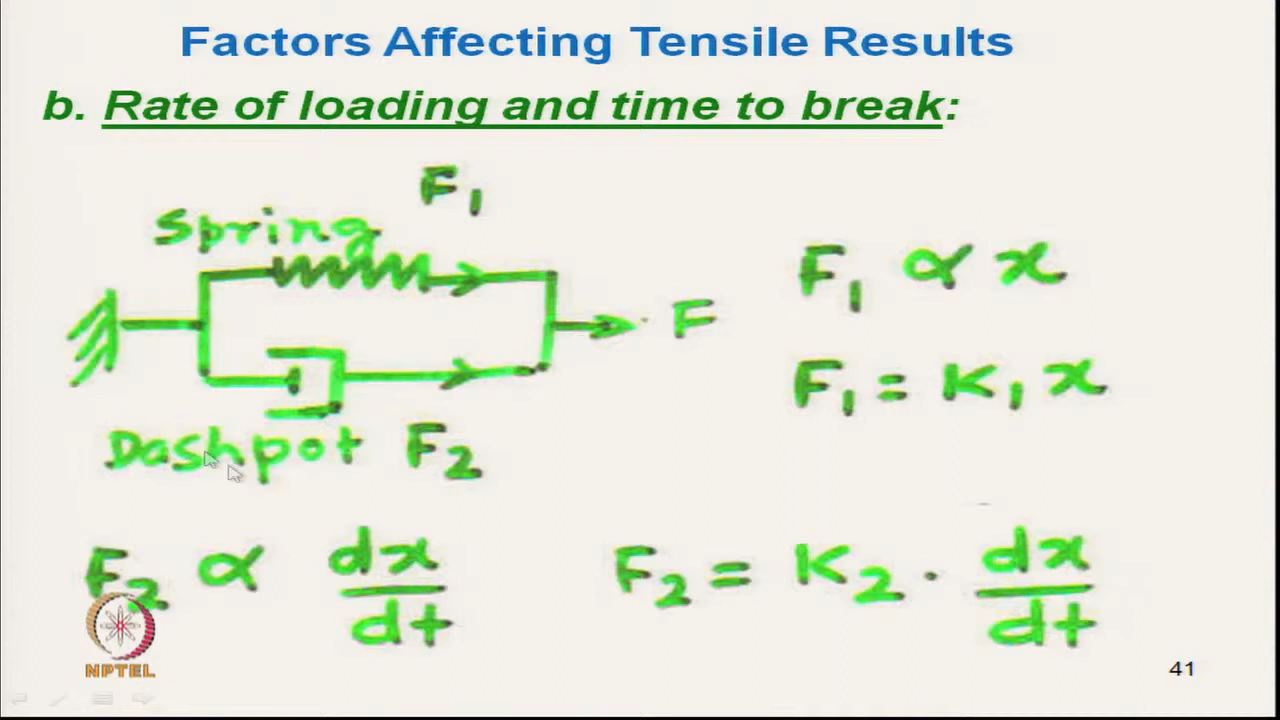 Factors Affecting Tensile Results
b. Rate of loading and time to break:
F₁
Spring
F
Dashpot F₂
F₁ ∝ x
F₁ = K₁ x
F₂ ∝ dx/dt
F₂ = K₂ . dx/dt
NPTEL
41